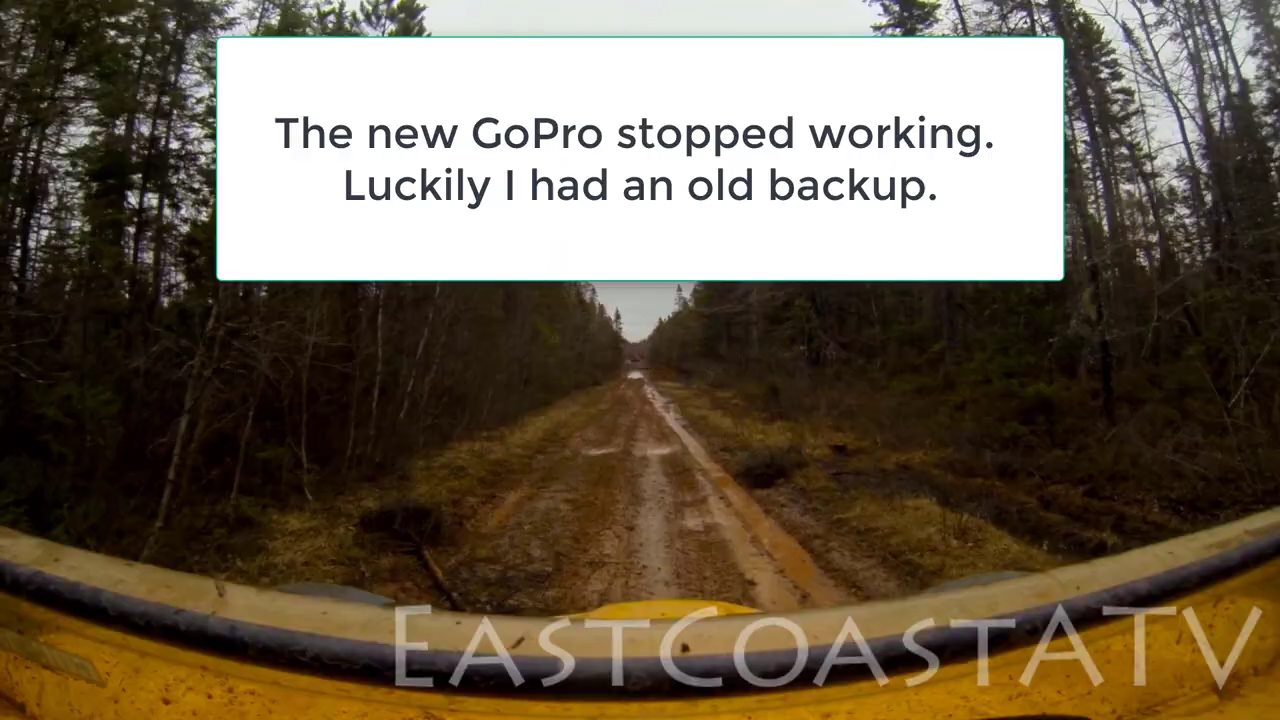 The new GoPro stopped working.
Luckily I had an old backup.
EASTCOASTATV